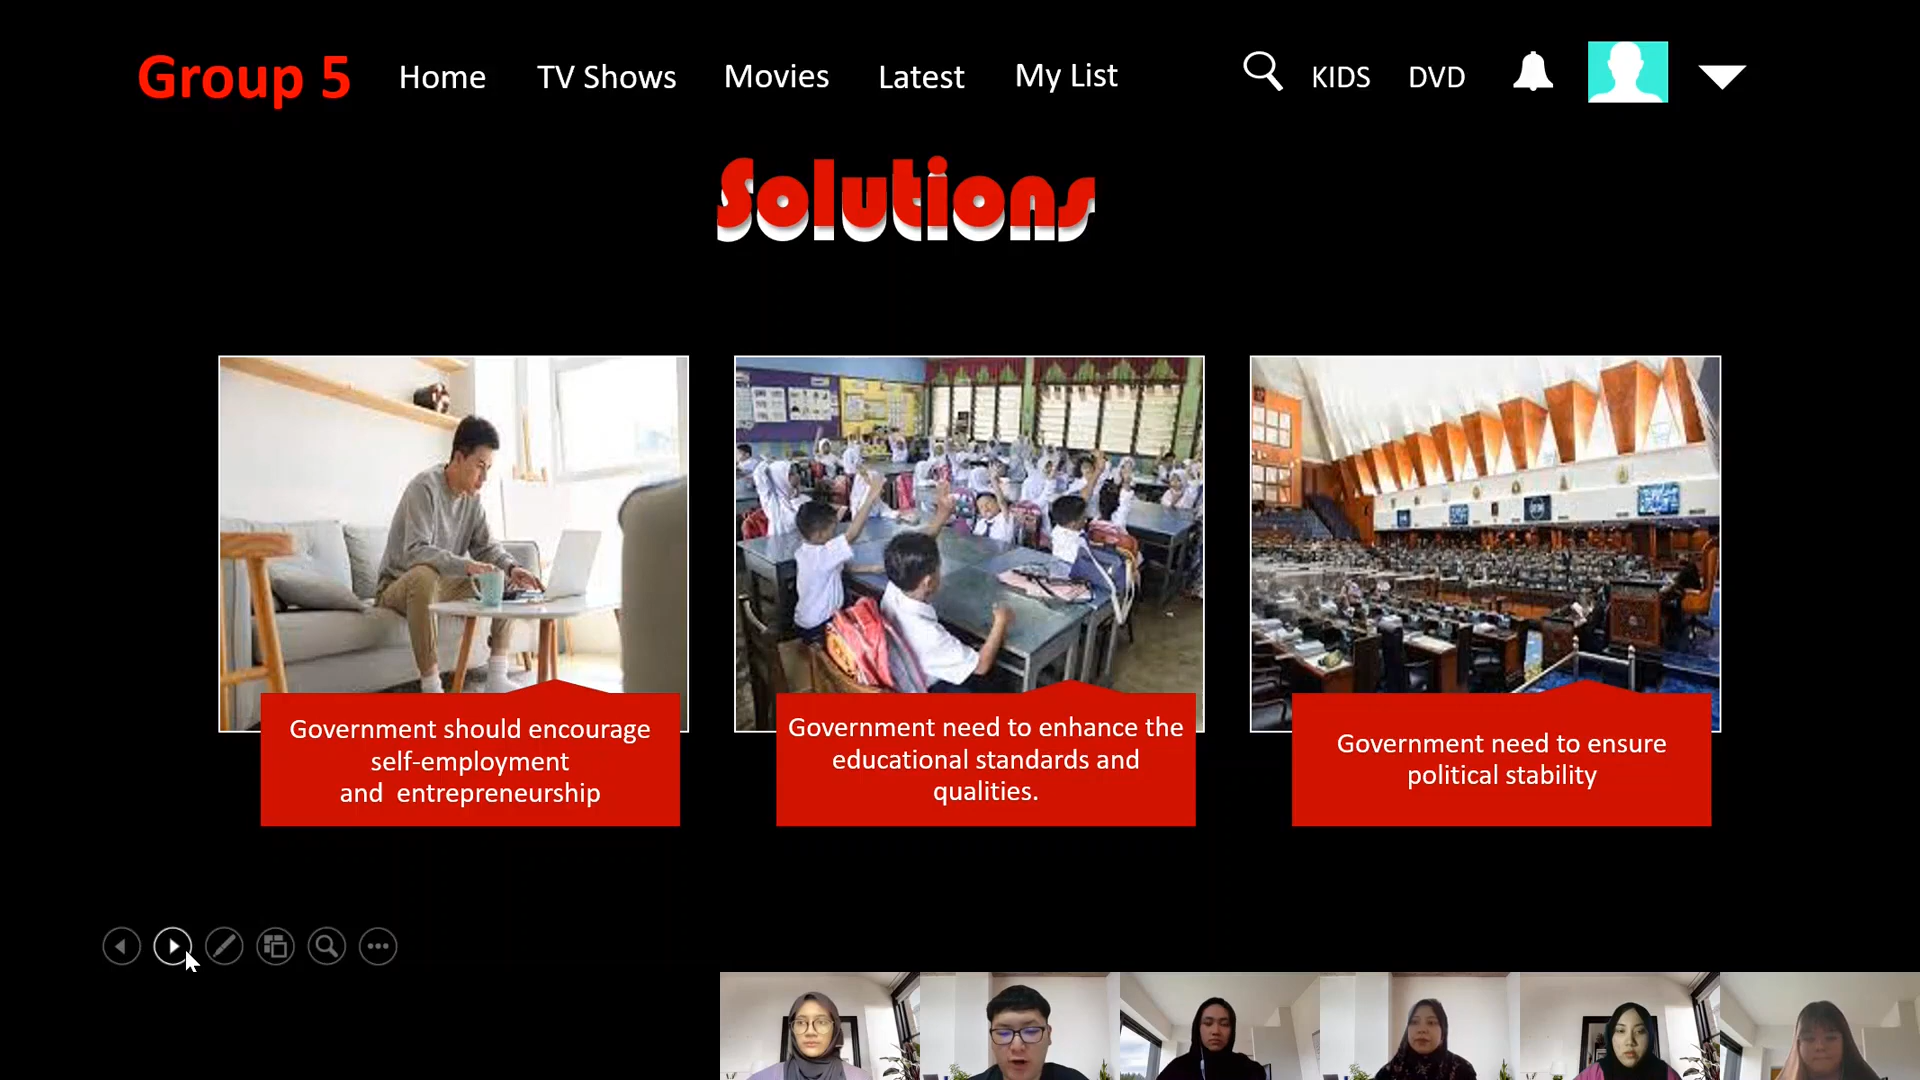 Group 5 Home TV Shows Movies Latest My List KIDS DVD
Solutions
Government should encourage
self-employment
and entrepreneurship
Government need to enhance the
educational standards and
qualities.
Government need to ensure
political stability